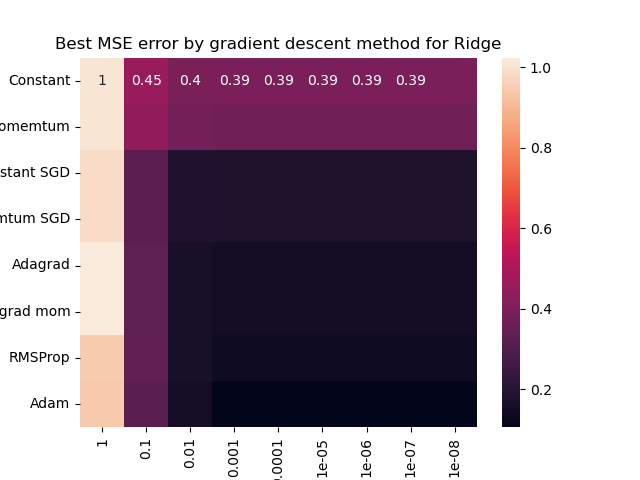 Best MSE error by gradient descent method for Ridge
Constant
1 0.45 0.4 0.39 0.39 0.39 0.39 0.39
omemtum
stant SGD
mtum SGD
Adagrad
grad mom
RMSProp
Adam
1 0.1 0.01 0.001 0.0001 1e-05 1e-06 1e-07 1e-08
1.0
0.8
0.6
0.4
0.2